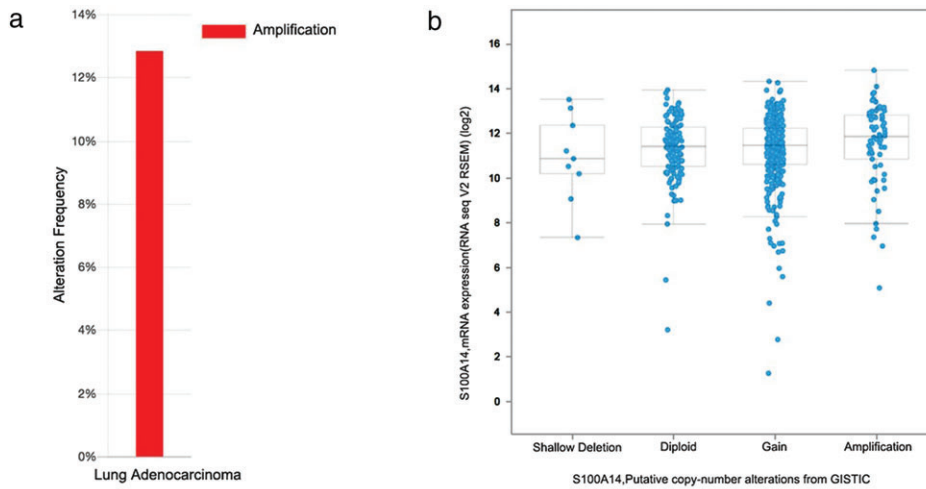 a
Amplification
14%
12%
10%
8%
6%
4%
2%
0%
Alteration Frequency
Lung Adenocarcinoma
b
S100A14,mRNA expression(RNA seq V2 RSEM) (log2)
16
14
12
10
8
6
4
2
0
Shallow Deletion Diploid Gain Amplification
S100A14,Putative copy-number alterations from GISTIC